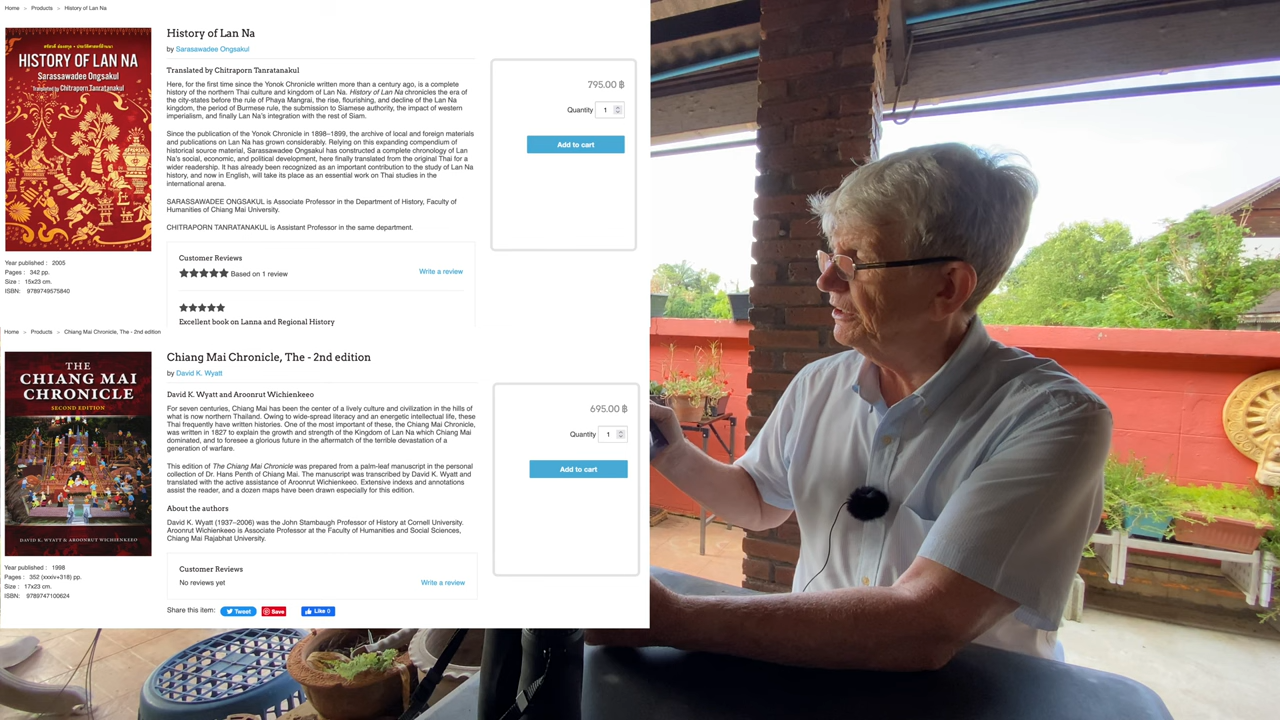 Home > Products > History of Lan Na
HISTORY OF LAN NA
Sarasawadee Ongsakul
Translated by Chitraporn Tanratanakul
Year published : 2005
Pages : 342 pp.
Size : 15x23 cm.
ISBN: 9789749575840
History of Lan Na
by Sarasawadee Ongsakul
Translated by Chitraporn Tanratanakul
Here, for the first time since the Yonok Chronicle written more than a century ago, is a complete
history of the northern Thai culture and kingdom of Lan Na. History of Lan Na chronicles the era of
the city-states before the rule of Phaya Mangrai, the rise, flourishing, and decline of the Lan Na
kingdom, the period of Burmese rule, the submission to Siamese authority, the impact of western
imperialism, and finally Lan Na's integration with the rest of Siam.
Since the publication of the Yonok Chronicle in 1898–1899, the archive of local and foreign materials
and publications on Lan Na has grown considerably. Relying on this expanding compendium of
historical source material, Sarasawadee Ongsakul has constructed a complete chronology of Lan
Na's social, economic, and political development, here finally translated from the original Thai for a
wider readership. It has already been recognized as an important contribution to the study of Lan Na
history, and now in English, will take its place as an essential work on Thai studies in the
international arena.
SARASSAWADEE ONGSAKUL is Associate Professor in the Department of History, Faculty of
Humanities of Chiang Mai University.
CHITRAPORN TANRATANAKUL is Assistant Professor in the same department.
Customer Reviews
Based on 1 review
Write a review
Excellent book on Lanna and Regional History
795.00 ฿
Quantity 1
Add to cart
Home > Products > Chiang Mai Chronicle, The - 2nd edition
THE
CHIANG MAI
CHRONICLE
SECOND EDITION
DAVID K. WYATT & AROONRUT WICHIENKEEO
Year published : 1998
Pages : 352 (xxxiv+318) pp.
Size : 17x23 cm.
ISBN: 9789747100624
Chiang Mai Chronicle, The - 2nd edition
by David K. Wyatt
David K. Wyatt and Aroonrut Wichienkeeo
For seven centuries, Chiang Mai has been the center of a lively culture and civilization in the hills of
what is now northern Thailand. Owing to wide-spread literacy and an energetic intellectual life, these
Thai frequently have written histories. One of the most important of these, the Chiang Mai Chronicle,
was written in 1827 to explain the growth and strength of the Kingdom of Lan Na which Chiang Mai
dominated, and to foresee a glorious future in the aftermatch of the terrible devastation of a
generation of warfare.
This edition of The Chiang Mai Chronicle was prepared from a palm-leaf manuscript in the personal
collection of Dr. Hans Penth of Chiang Mai. The manuscript was transcribed by David K. Wyatt and
translated with the active assistance of Aroonrut Wichienkeeo. Extensive indexs and annotations
assist the reader, and a dozen maps have been drawn especially for this edition.
About the authors
David K. Wyatt (1937–2006) was the John Stambaugh Professor of History at Cornell University.
Aroonrut Wichienkeeo is Associate Professor at the Faculty of Humanities and Social Sciences,
Chiang Mai Rajabhat University.
Customer Reviews
No reviews yet
Write a review
Share this item: Tweet Save Like 0
695.00 ฿
Quantity 1
Add to cart